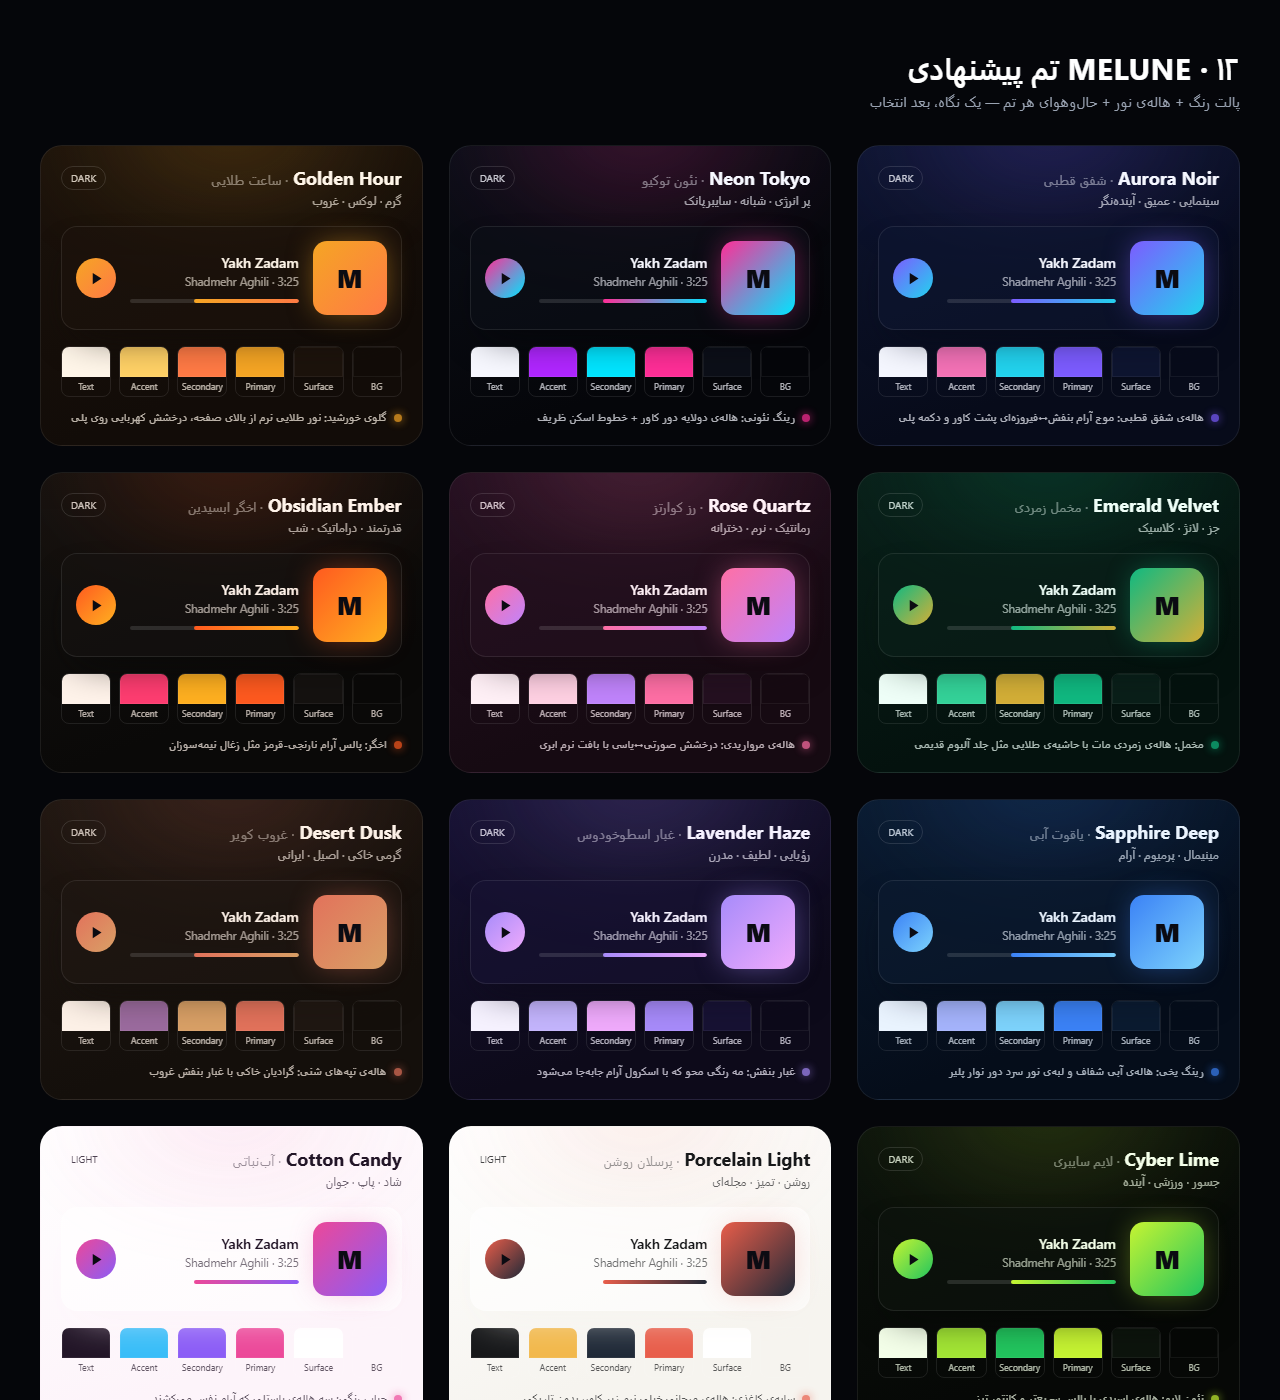 ۱۲ · MELUNE تم پیشنهادی
پالت رنگ + هاله‌ی نور + حال‌وهوای هر تم — یک نگاه، بعد انتخاب
Aurora Noir · شفق قطبی
DARK
سینمایی · عمیق · آینده‌نگر
M
Yakh Zadam
Shadmehr Aghili · 3:25
BG
Surface
Primary
Secondary
Accent
Text
هاله‌ی شفق قطبی: موج آرام بنفش↔فیروزه‌ای پشت کاور و دکمه پلی
Neon Tokyo · نئون توکیو
DARK
پر انرژی · شبانه · سایبرپانک
M
Yakh Zadam
Shadmehr Aghili · 3:25
BG
Surface
Primary
Secondary
Accent
Text
رینگ نئونی: هاله‌ی دولایه دور کاور + خطوط اسکن ظریف
Golden Hour · ساعت طلایی
DARK
گرم · لوکس · غروب
M
Yakh Zadam
Shadmehr Aghili · 3:25
BG
Surface
Primary
Secondary
Accent
Text
گلوی خورشید: نور طلایی نرم از بالای صفحه، درخشش کهربایی روی پلی
Emerald Velvet · مخمل زمردی
DARK
جز · لانژ · کلاسیک
M
Yakh Zadam
Shadmehr Aghili · 3:25
BG
Surface
Primary
Secondary
Accent
Text
مخمل: هاله‌ی زمردی مات با حاشیه‌ی طلایی مثل جلد آلبوم قدیمی
Rose Quartz · رز کوارتز
DARK
رمانتیک · نرم · دخترانه
M
Yakh Zadam
Shadmehr Aghili · 3:25
BG
Surface
Primary
Secondary
Accent
Text
هاله‌ی مرواریدی: درخشش صورتی↔یاسی با بافت نرم ابری
Obsidian Ember · اخگر ابسیدین
DARK
قدرتمند · دراماتیک · شب
M
Yakh Zadam
Shadmehr Aghili · 3:25
BG
Surface
Primary
Secondary
Accent
Text
اخگر: پالس آرام نارنجی-قرمز مثل زغال نیمه‌سوزان
Sapphire Deep · یاقوت آبی
DARK
مینیمال · پرمیوم · آرام
M
Yakh Zadam
Shadmehr Aghili · 3:25
BG
Surface
Primary
Secondary
Accent
Text
رینگ یخی: هاله‌ی آبی شفاف و لبه‌ی نور سرد دور نوار پلیر
Lavender Haze · غبار اسطوخودوس
DARK
رؤیایی · لطیف · مدرن
M
Yakh Zadam
Shadmehr Aghili · 3:25
BG
Surface
Primary
Secondary
Accent
Text
غبار بنفش: مه رنگی محو که با اسکرول آرام جابه‌جا می‌شود
Desert Dusk · غروب کویر
DARK
گرمی خاکی · اصیل · ایرانی
M
Yakh Zadam
Shadmehr Aghili · 3:25
BG
Surface
Primary
Secondary
Accent
Text
هاله‌ی تپه‌های شنی: گرادیان خاکی با غبار بنفش غروب
Cyber Lime · لایم سایبری
DARK
جسور · ورزشی · آینده
M
Yakh Zadam
Shadmehr Aghili · 3:25
BG
Surface
Primary
Secondary
Accent
Text
Porcelain Light · پرسلان روشن
LIGHT
روشن · تمیز · مجله‌ای
M
Yakh Zadam
Shadmehr Aghili · 3:25
BG
Surface
Primary
Secondary
Accent
Text
Cotton Candy · آب‌نباتی
LIGHT
شاد · پاپ · جوان
M
Yakh Zadam
Shadmehr Aghili · 3:25
BG
Surface
Primary
Secondary
Accent
Text